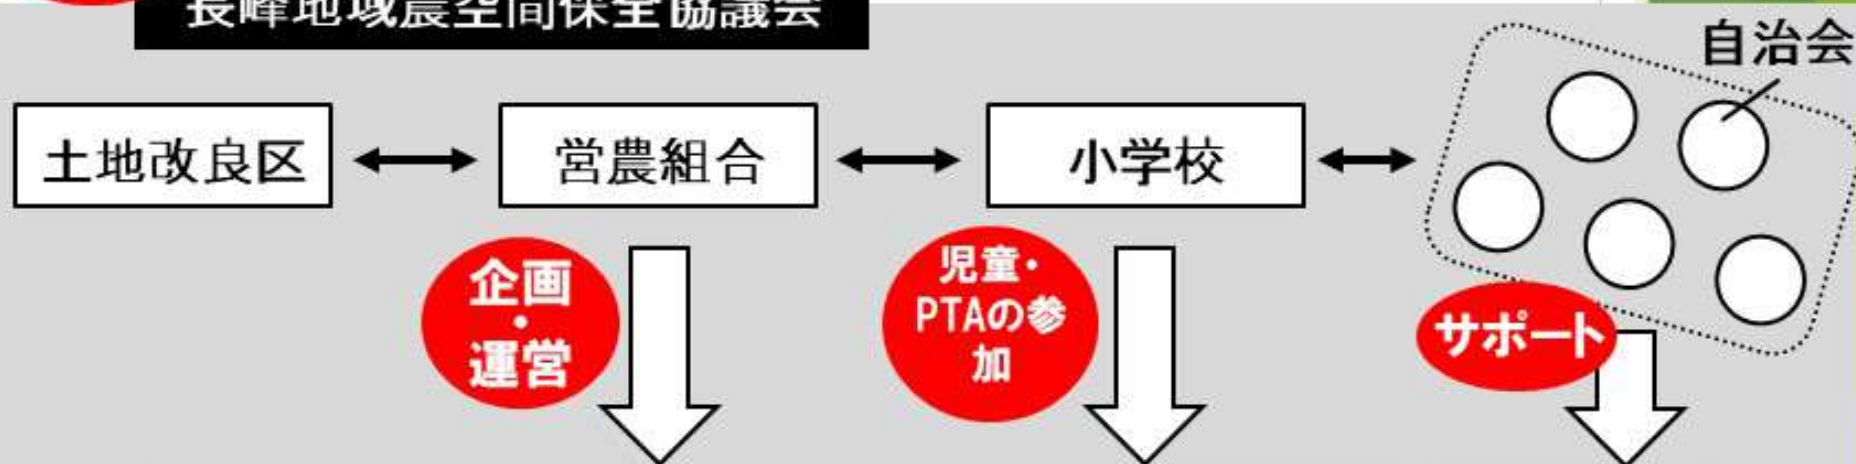 長峰地域農空間保全協議会
自治会
土地改良区
営農組合
小学校
企画
・
運営
児童・
PTAの参
加
サポート